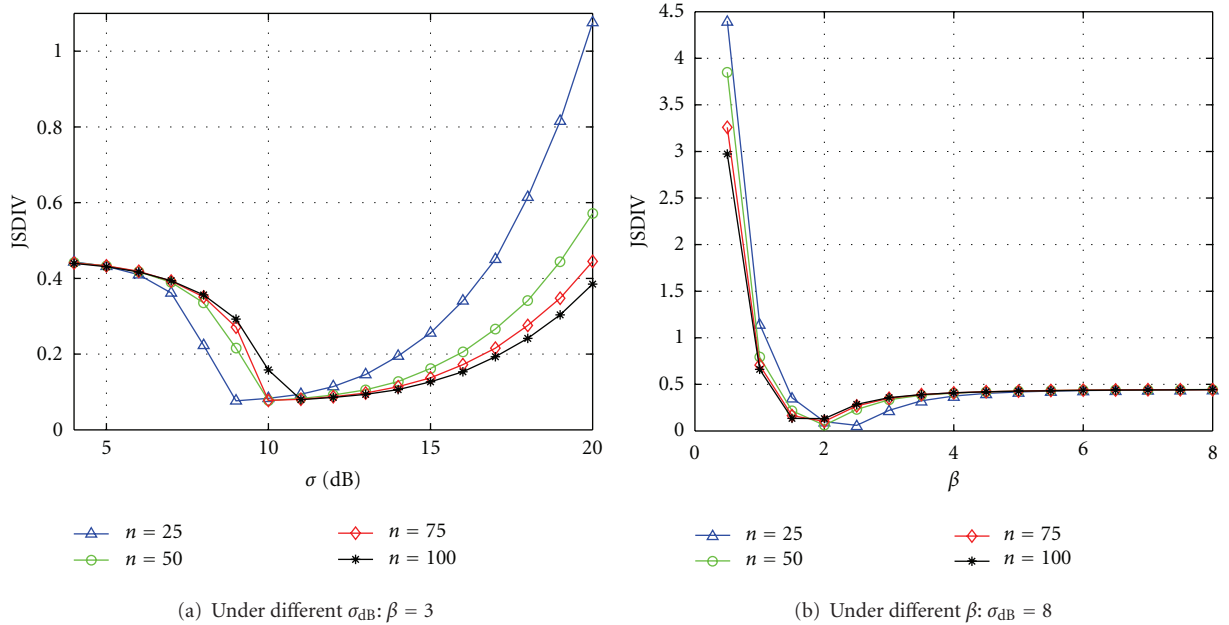 1
0.8
0.6
0.4
0.2
0
JSDIV
5
10
15
20
σ (dB)
n = 25
n = 50
n = 75
n = 100
(a) Under different σdB: β = 3
4.5
4
3.5
3
2.5
2
1.5
1
0.5
0
JSDIV
0
2
4
6
8
β
n = 25
n = 50
n = 75
n = 100
(b) Under different β: σdB = 8